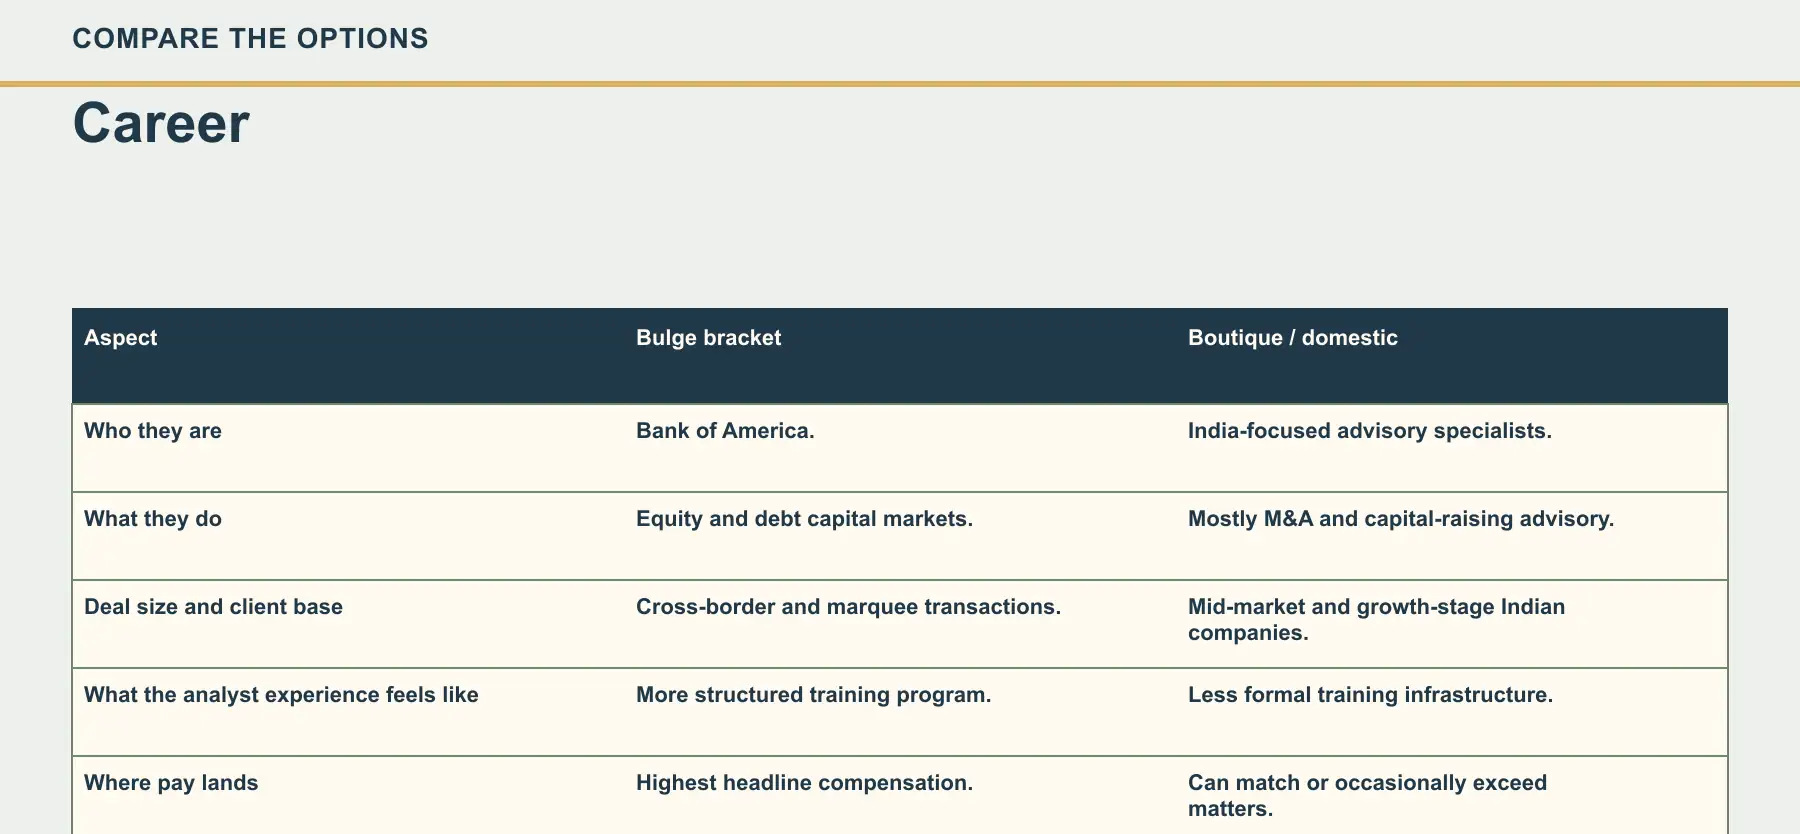 COMPARE THE OPTIONS
Career
Aspect Bulge bracket Boutique / domestic
Who they are Bank of America. India-focused advisory specialists.
What they do Equity and debt capital markets. Mostly M&A and capital-raising advisory.
Deal size and client base Cross-border and marquee transactions. Mid-market and growth-stage Indian
companies.
What the analyst experience feels like More structured training program. Less formal training infrastructure.
Where pay lands Highest headline compensation. Can match or occasionally exceed
matters.